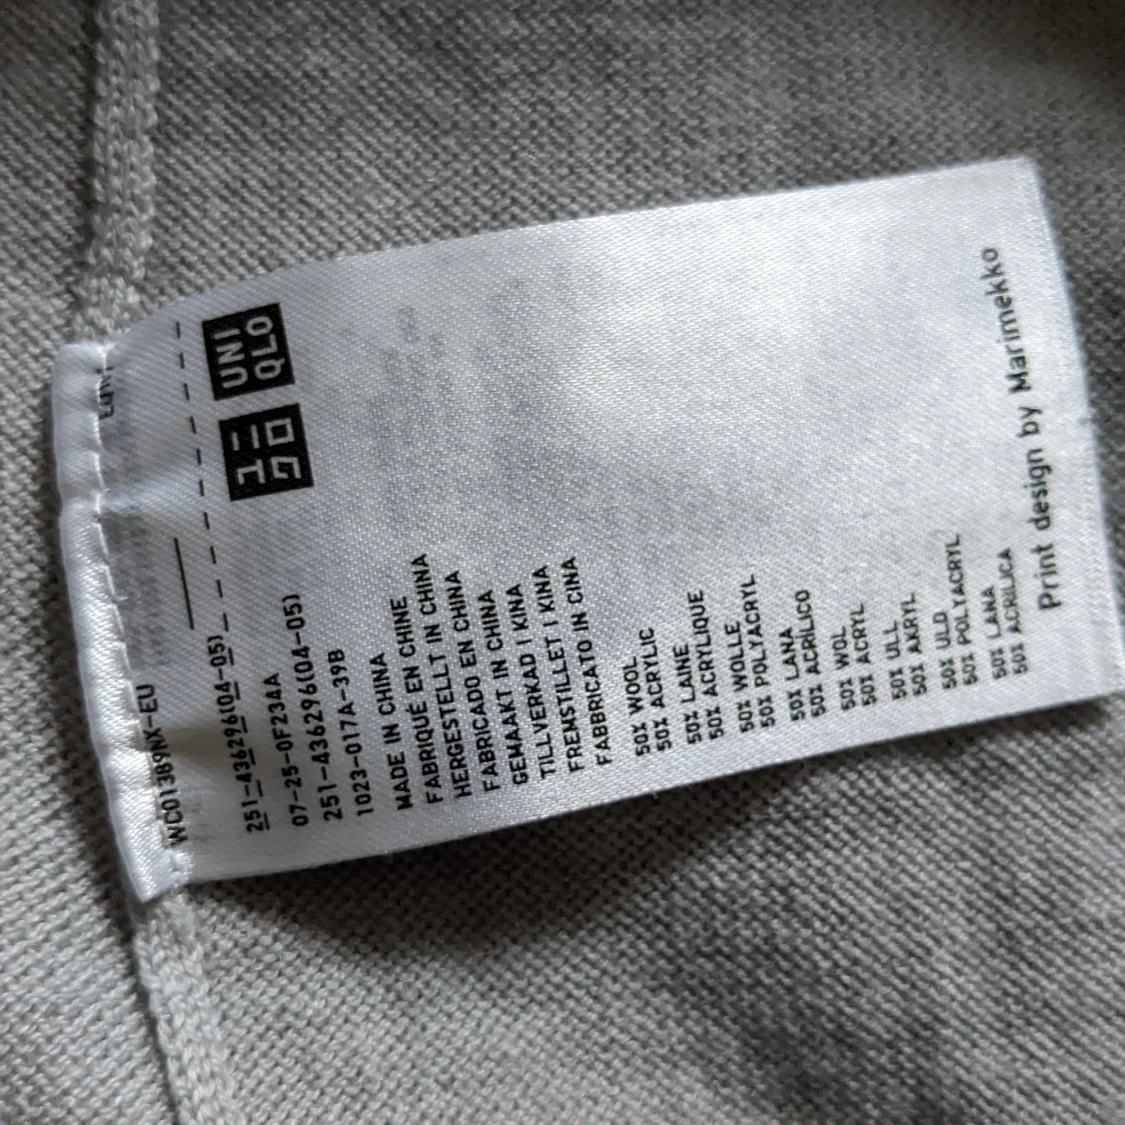 WC01389NX-EU
251-436296(04-05)
ユニ
クロ
UNI
QLO
07-25-0F234A
251-436296(04-05)
1023-017A-39B
MADE IN CHINA
FABRIQUÉ EN CHINE
HERGESTELLT IN CHINA
FABRICADO EN CHINA
GEMAAKT IN CHINA
TILLVERKAD I KINA
FREMSTILLET I KINA
FABBRICATO IN CINA
50% WOOL
50% ACRYLIC
50% LAINE
50% ACRYLIQUE
50% WOLLE
50% POLYACRYL
50% LANA
50% ACRÍLICO
50% WOL
50% ACRYL
50% ULL
50% AKRYL
50% ULD
50% POLYACRYL
50% LANA
50% ACRILICA
Print design by Marimekko